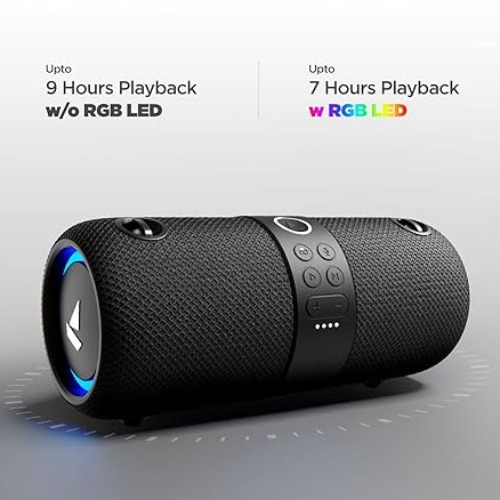 Upto
9 Hours Playback
w/o RGB LED
Upto
7 Hours Playback
w RGB LED